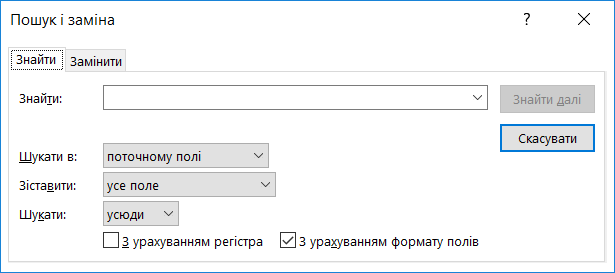 Пошук і заміна ?
Знайти Замінити
Знайти: Знайти далі
Скасувати
Шукати в: поточному полі
Зіставити: усе поле
Шукати: усюди
З урахуванням регістра З урахуванням формату полів